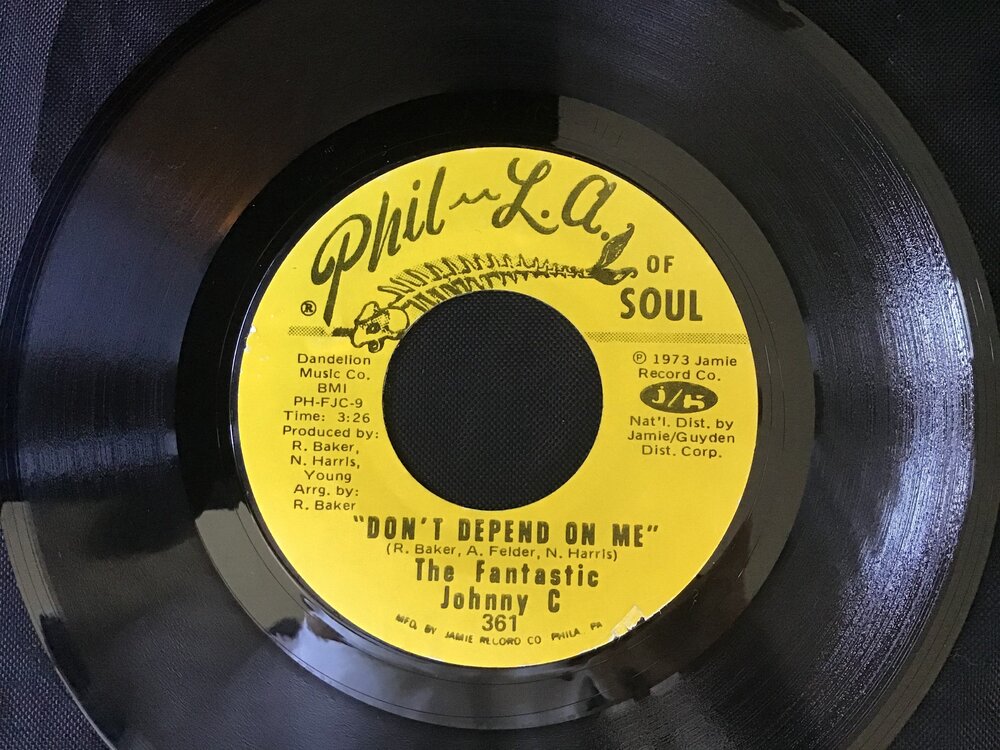 Phil-L.A.
OF
SOUL
®
Dandelion
Music Co.
BMI
PH-FJC-9
Time: 3:26
Produced by:
R. Baker,
N. Harris,
Young
Arrg. by:
R. Baker
℗ 1973 Jamie
Record Co.
j/g
Nat'l. Dist. by
Jamie/Guyden
Dist. Corp.
"DON'T DEPEND ON ME"
(R. Baker, A. Felder, N. Harris)
The Fantastic
Johnny C
361
MFD. BY JAMIE RECORD CO PHILA. PA